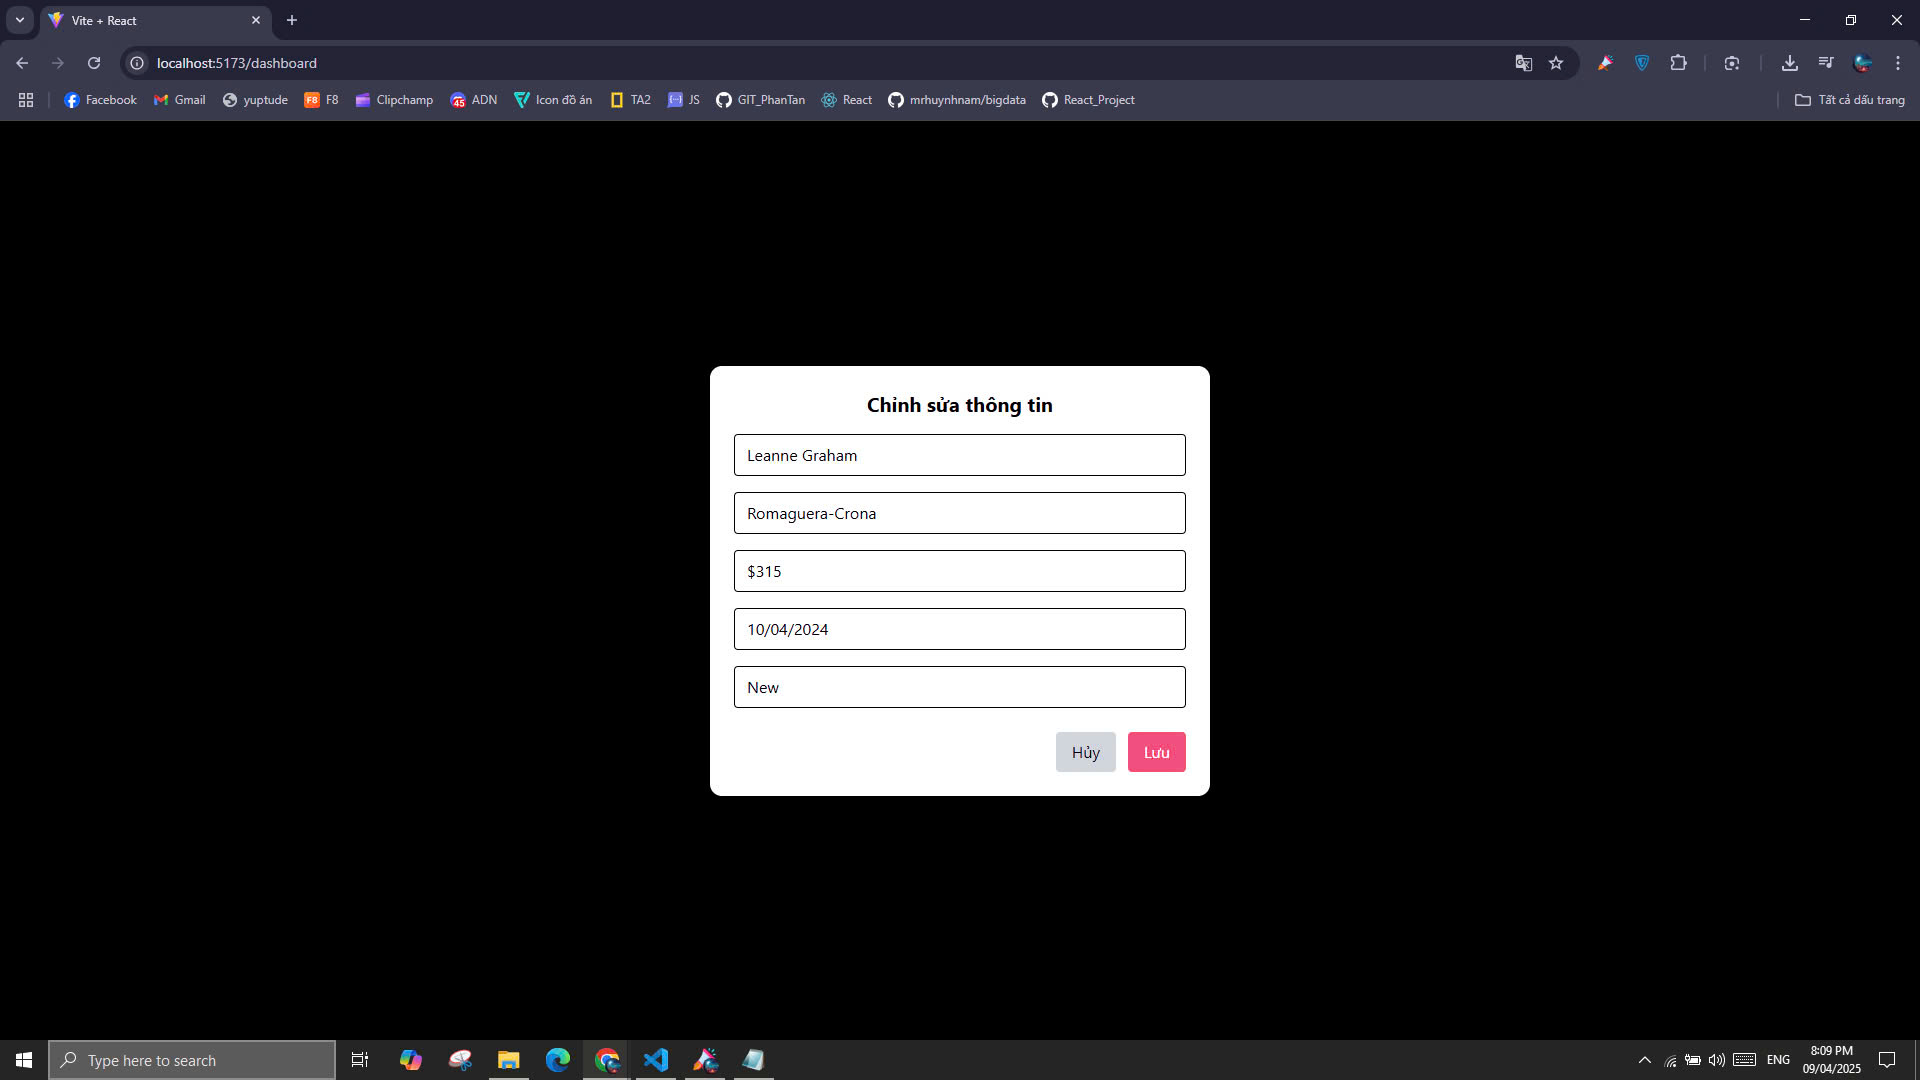 Vite + React
localhost:5173/dashboard
Facebook Gmail yuptude F8 F8 Clipchamp 45 ADN Icon đồ án TA2 JS GIT_PhanTan React mrhuynhnam/bigdata React_Project Tất cả dấu trang
Chỉnh sửa thông tin
Leanne Graham
Romaguera-Crona
$315
10/04/2024
New
Hủy Lưu
Type here to search
ENG
8:09 PM
09/04/2025